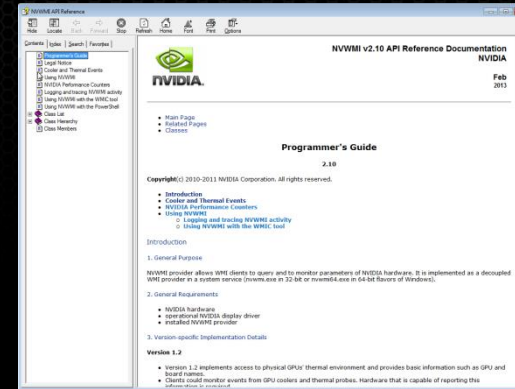 NVWMI API Reference
Hide Locate Back Forward Stop Refresh Home Font Print Options
Contents Index Search Favorites
Programmer's Guide
Legal Notice
Cooler and Thermal Events
Using NVWMI
NVIDIA Performance Counters
Logging and tracing NVWMI activity
Using NVWMI with the WMIC tool
Using NVWMI with the PowerShell
Class List
Class Hierarchy
Class Members
NVIDIA.
NVWMI v2.10 API Reference Documentation
NVIDIA
Feb
2013
Main Page
Related Pages
Classes
Programmer's Guide
2.10
Copyright(c) 2010-2011 NVIDIA Corporation. All rights reserved.
Introduction
Cooler and Thermal Events
NVIDIA Performance Counters
Using NVWMI
Logging and tracing NVWMI activity
Using NVWMI with the WMIC tool
Introduction
1. General Purpose
NVWMI provider allows WMI clients to query and to monitor parameters of NVIDIA hardware. It is implemented as a decoupled
WMI provider in a system service (nvwmi.exe in 32-bit or nvwmi64.exe in 64-bit flavors of Windows).
2. General Requirements
NVIDIA hardware
operational NVIDIA display driver
installed NVWMI provider
3. Version-specific Implementation Details
Version 1.2
Version 1.2 implements access to physical GPUs' thermal environment and provides basic information such as GPU and
board names.
Clients could monitor events from GPU coolers and thermal probes. Hardware that is capable of reporting this
information is required.